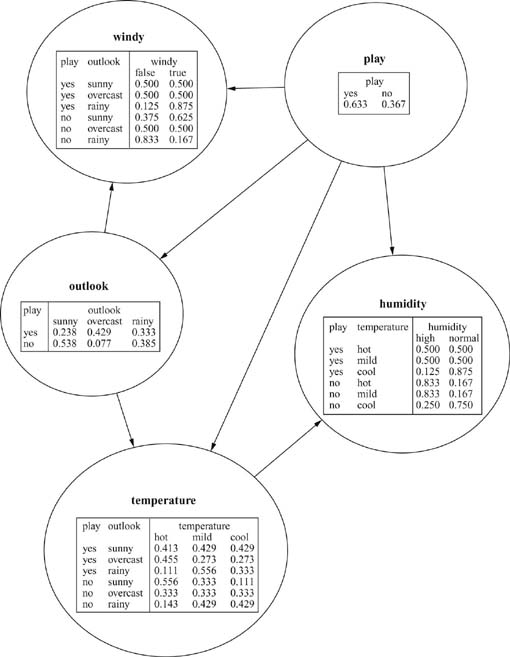 windy
play outlook windy
false true
yes sunny 0.500 0.500
yes overcast 0.500 0.500
yes rainy 0.125 0.875
no sunny 0.375 0.625
no overcast 0.500 0.500
no rainy 0.833 0.167
play
play
yes no
0.633 0.367
outlook
play outlook
sunny overcast rainy
yes 0.238 0.429 0.333
no 0.538 0.077 0.385
humidity
play temperature humidity
high normal
yes hot 0.500 0.500
yes mild 0.500 0.500
yes cool 0.125 0.875
no hot 0.833 0.167
no mild 0.833 0.167
no cool 0.250 0.750
temperature
play outlook temperature
hot mild cool
yes sunny 0.413 0.429 0.429
yes overcast 0.455 0.273 0.273
yes rainy 0.111 0.556 0.333
no sunny 0.556 0.333 0.111
no overcast 0.333 0.333 0.333
no rainy 0.143 0.429 0.429